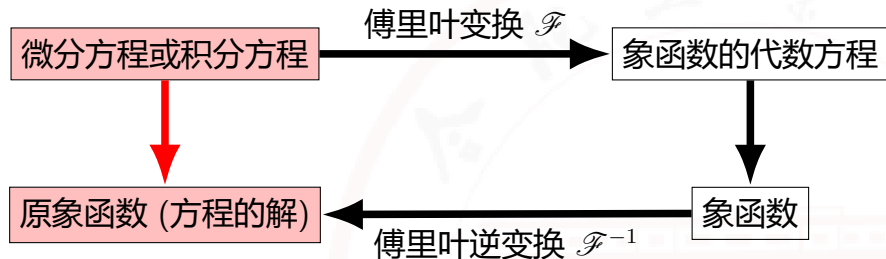 傅里叶变换 ℱ
微分方程或积分方程
象函数的代数方程
原象函数 (方程的解)
象函数
傅里叶逆变换 ℱ⁻¹